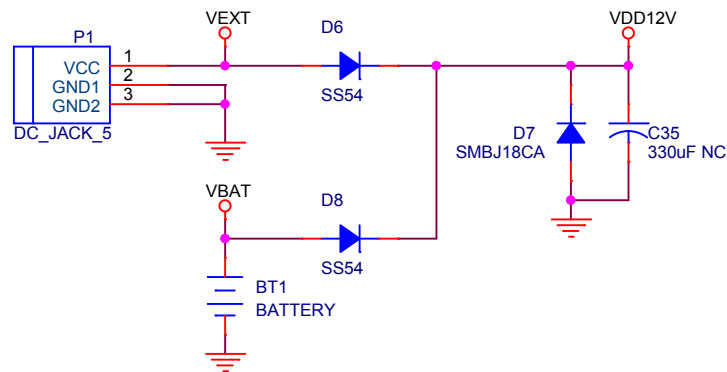 VEXT
P1
D6
VDD12V
VCC 1
GND1 2
GND2 3
DC_JACK_5
SS54
D7
SMBJ18CA
C35
330uF NC
VBAT
D8
SS54
BT1
BATTERY